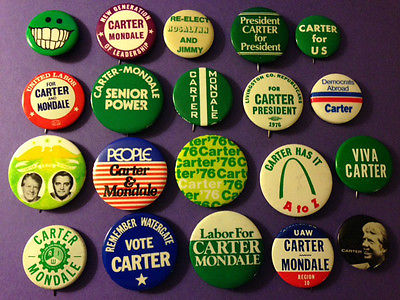 NEW GENERATION
CARTER
MONDALE
OF LEADERSHIP
RE-ELECT
ROSALYNN
AND
JIMMY
President
CARTER for
President
CARTER
for
US
UNITED LABOR
FOR
CARTER
AND
MONDALE
CARTER-MONDALE
SENIOR
POWER
CARTER
MONDALE
LIVINGSTON CO. REPUBLICANS
FOR
CARTER
PRESIDENT
1976
Democrats
Abroad
Carter
PEOPLE
Carter &
Mondale
Carter '76
CARTER HAS IT
A to Z
VIVA
CARTER
CARTER
MONDALE
REMEMBER WATERGATE
VOTE
CARTER
Labor For
CARTER
MONDALE
UAW
CARTER
MONDALE
REGION
10
CARTER